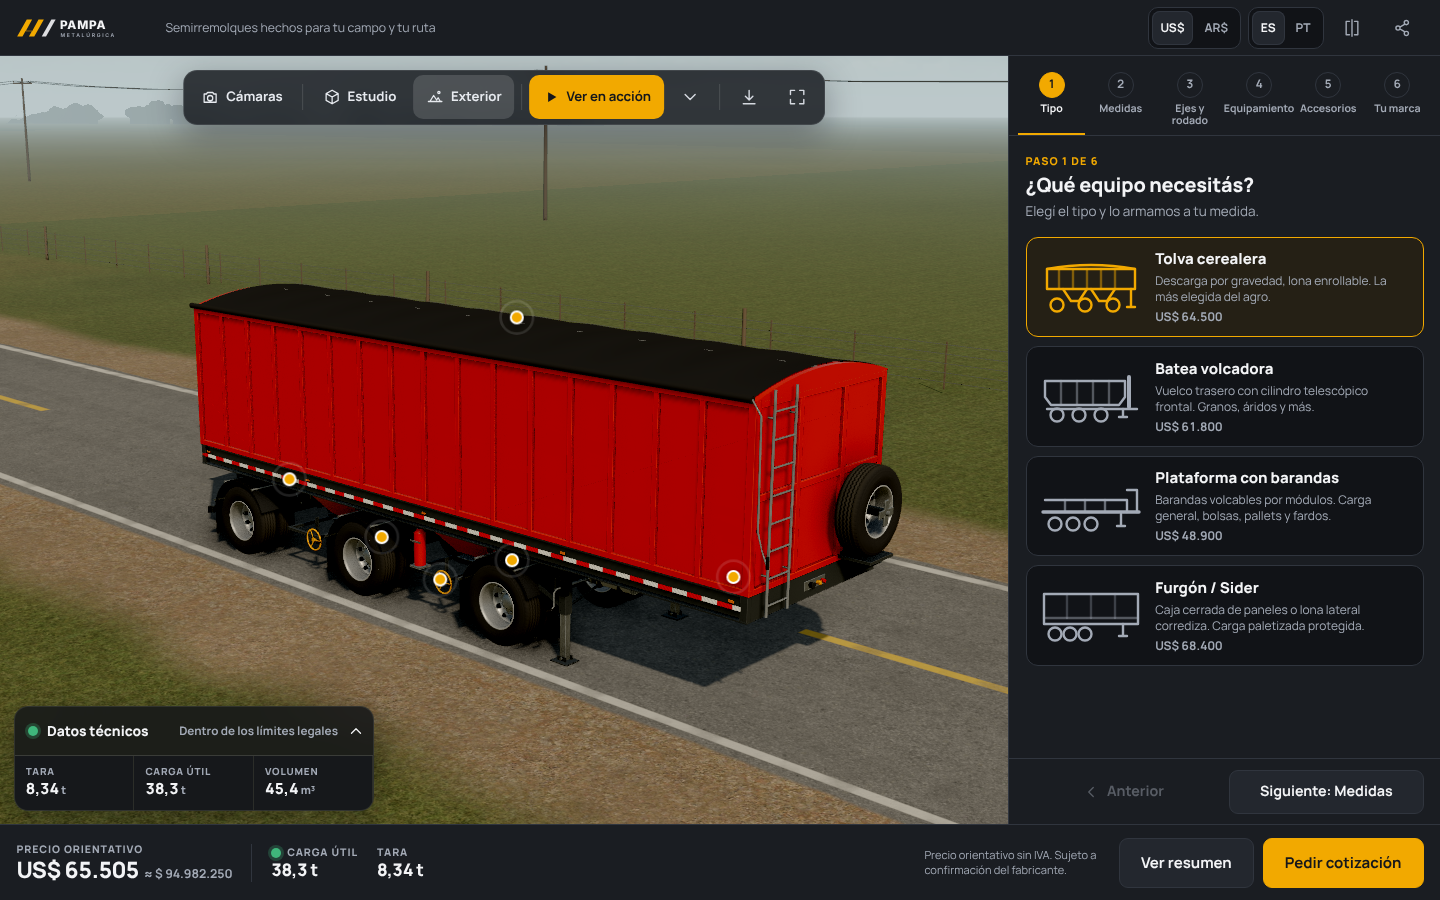 PAMPA
METALÚRGICA
Semirremolques hechos para tu campo y tu ruta
US$ AR$ ES PT
Cámaras Estudio Exterior Ver en acción
1 2 3 4 5 6
Tipo Medidas Ejes y rodado Equipamiento Accesorios Tu marca
PASO 1 DE 6
¿Qué equipo necesitás?
Elegí el tipo y lo armamos a tu medida.
Tolva cerealera
Descarga por gravedad, lona enrollable. La
más elegida del agro.
US$ 64.500
Batea volcadora
Vuelco trasero con cilindro telescópico
frontal. Granos, áridos y más.
US$ 61.800
Plataforma con barandas
Barandas volcables por módulos. Carga
general, bolsas, pallets y fardos.
US$ 48.900
Furgón / Sider
Caja cerrada de paneles o lona lateral
corrediza. Carga paletizada protegida.
US$ 68.400
Anterior Siguiente: Medidas
Datos técnicos Dentro de los límites legales
TARA CARGA ÚTIL VOLUMEN
8,34 t 38,3 t 45,4 m³
PRECIO ORIENTATIVO CARGA ÚTIL TARA
US$ 65.505 ≈ $ 94.982.250 38,3 t 8,34 t
Precio orientativo sin IVA. Sujeto a
confirmación del fabricante.
Ver resumen Pedir cotización